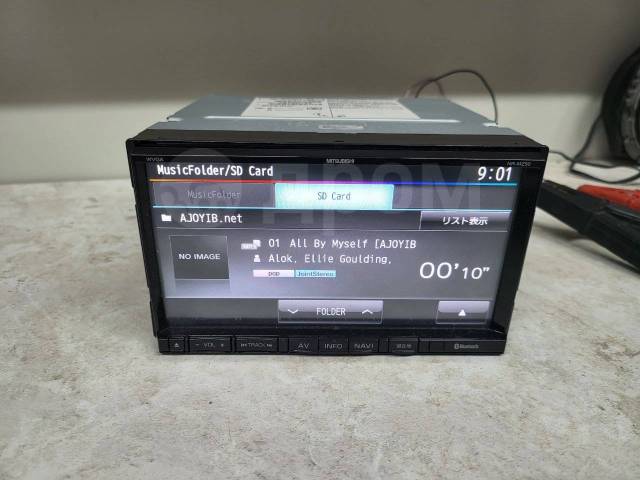 WVGA MITSUBISHI NR-MZ50
MusicFolder/SD Card 9:01
MusicFolder SD Card
AJOYIB.net リスト表示
NO IMAGE
01 All By Myself [AJOYIB
Alok, Ellie Goulding,
00'10"
pop JointStereo
FOLDER
- VOL + TRACK AV INFO NAVI Bluetooth
ДРОМ